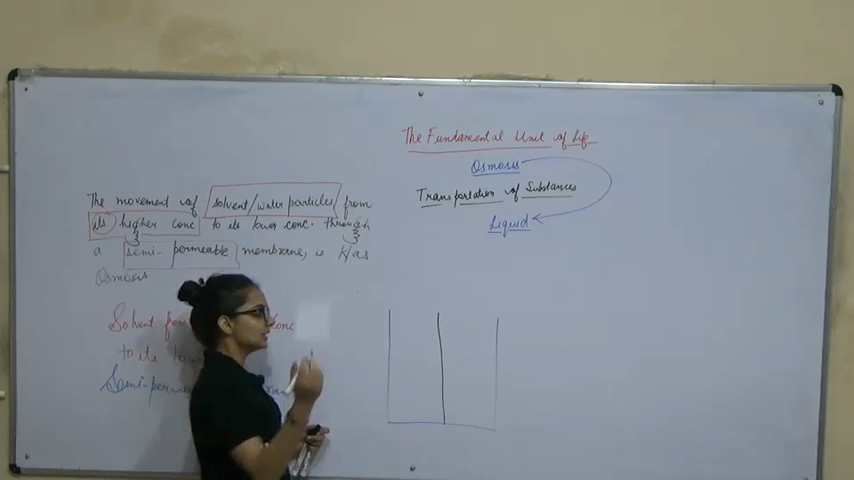 The Fundamental Unit of Life
Osmosis
Transportation of Substances
Liquid
The movement of solvent/water particles from
its higher conc to its lower conc. through
a semi-permeable membrane, is k/as
Osmosis
Solvent from conc
to its
Semi-